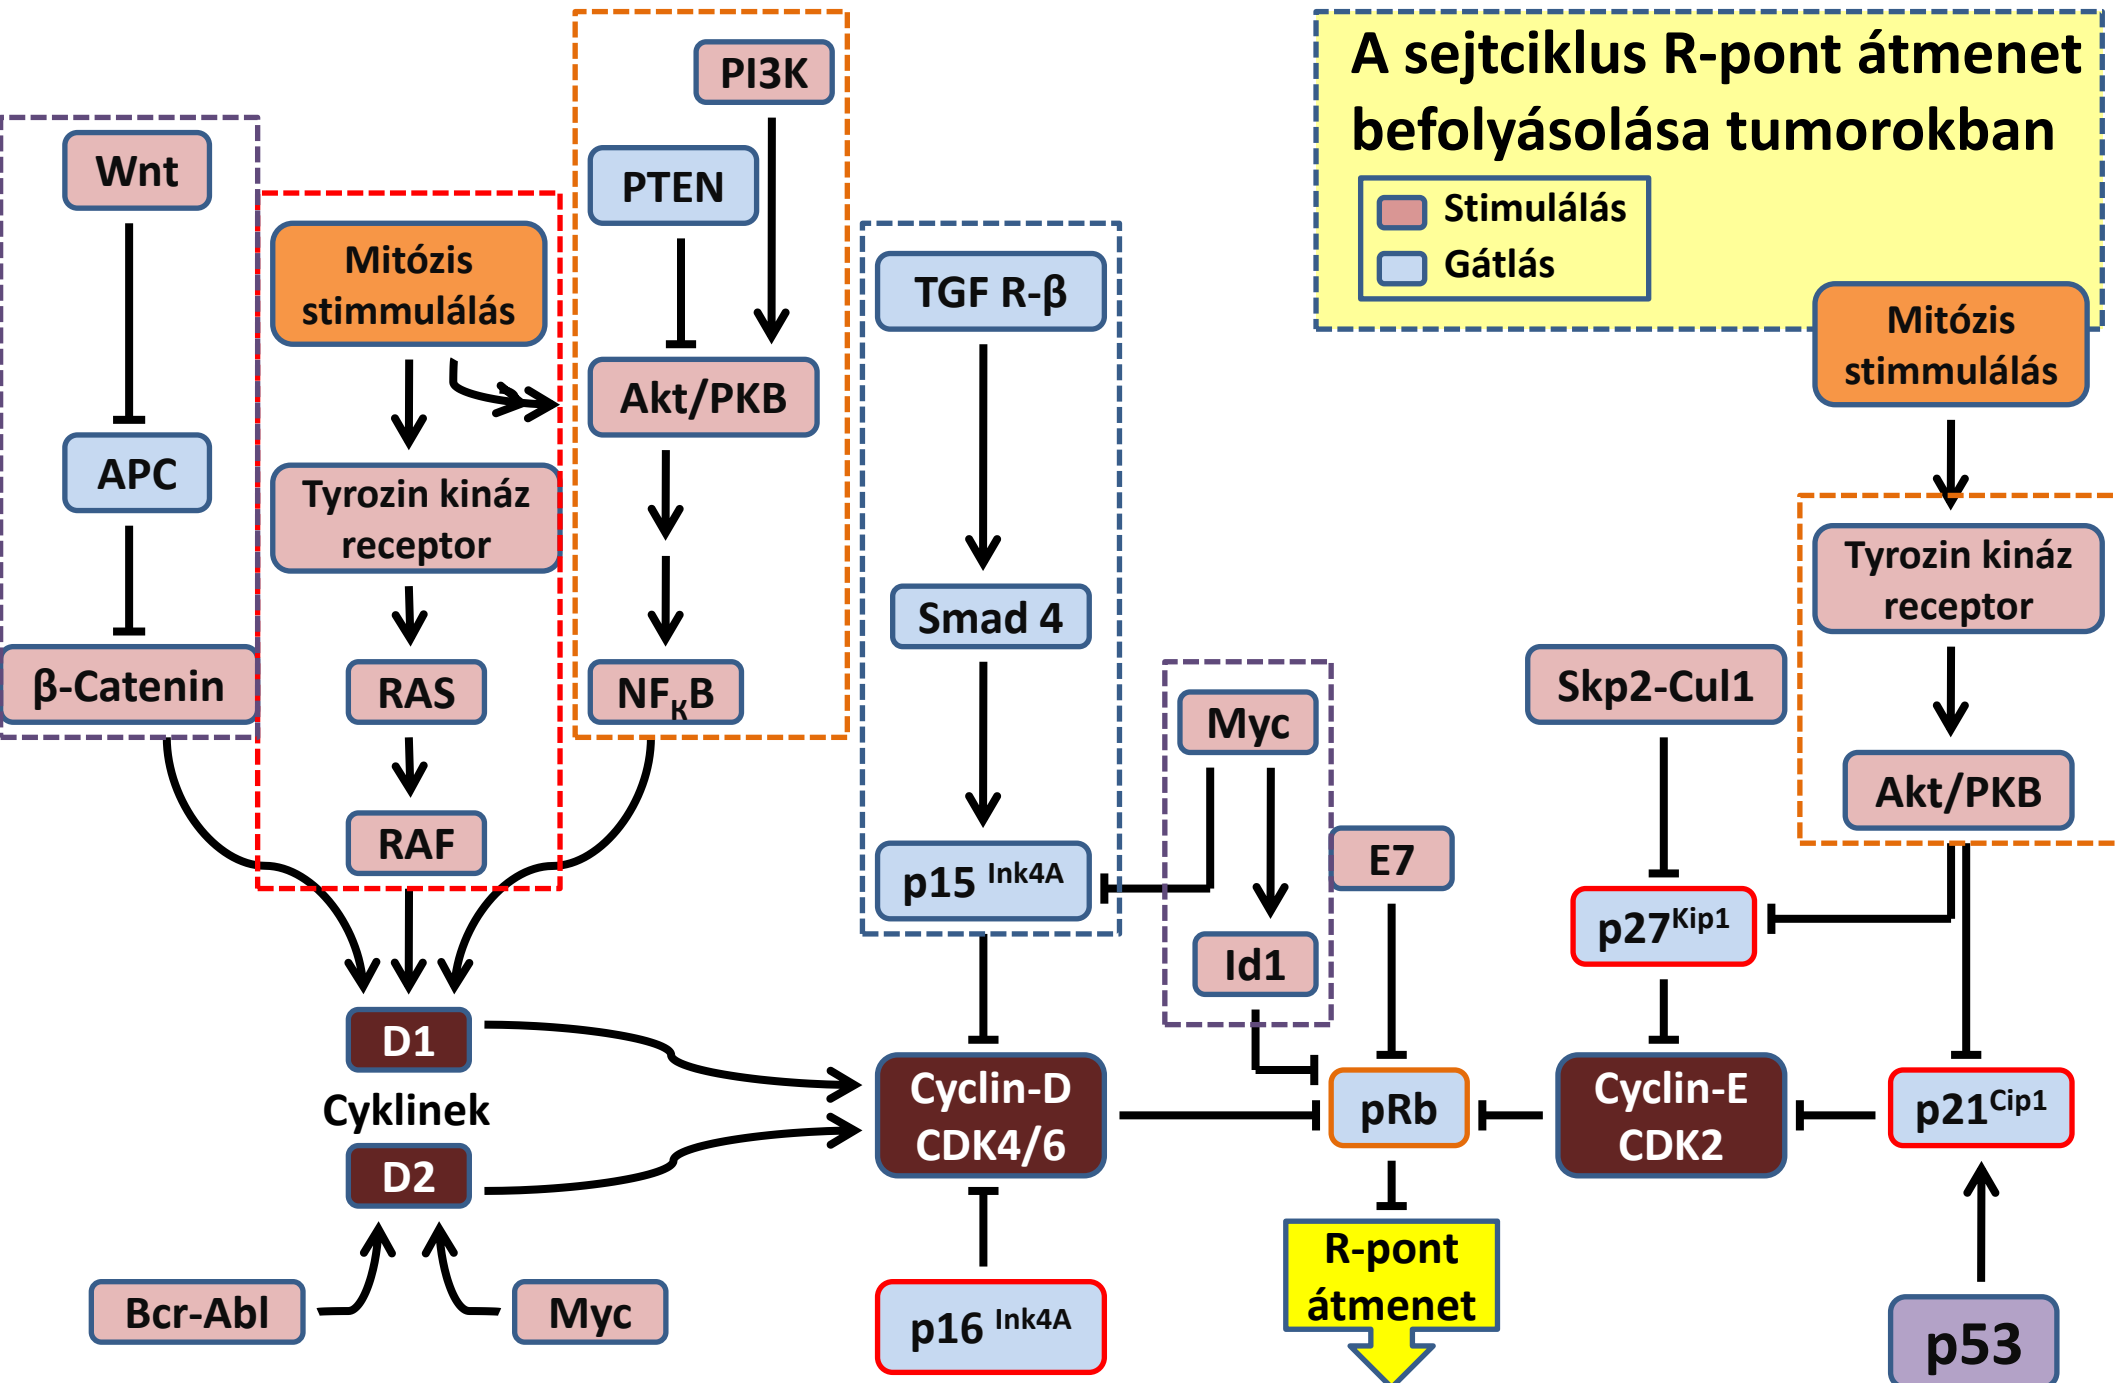 A sejtciklus R-pont átmenet
befolyásolása tumorokban
Stimulálás
Gátlás
Wnt
APC
β-Catenin
Mitózis
stimmulálás
Tyrozin kináz
receptor
RAS
RAF
PI3K
PTEN
Akt/PKB
NFκB
TGF R-β
Smad 4
p15 Ink4A
Myc
Id1
E7
Skp2-Cul1
p27Kip1
Mitózis
stimmulálás
Tyrozin kináz
receptor
Akt/PKB
D1
Cyklinek
D2
Cyclin-D
CDK4/6
pRb
Cyclin-E
CDK2
p21Cip1
Bcr-Abl
Myc
p16 Ink4A
R-pont
átmenet
p53